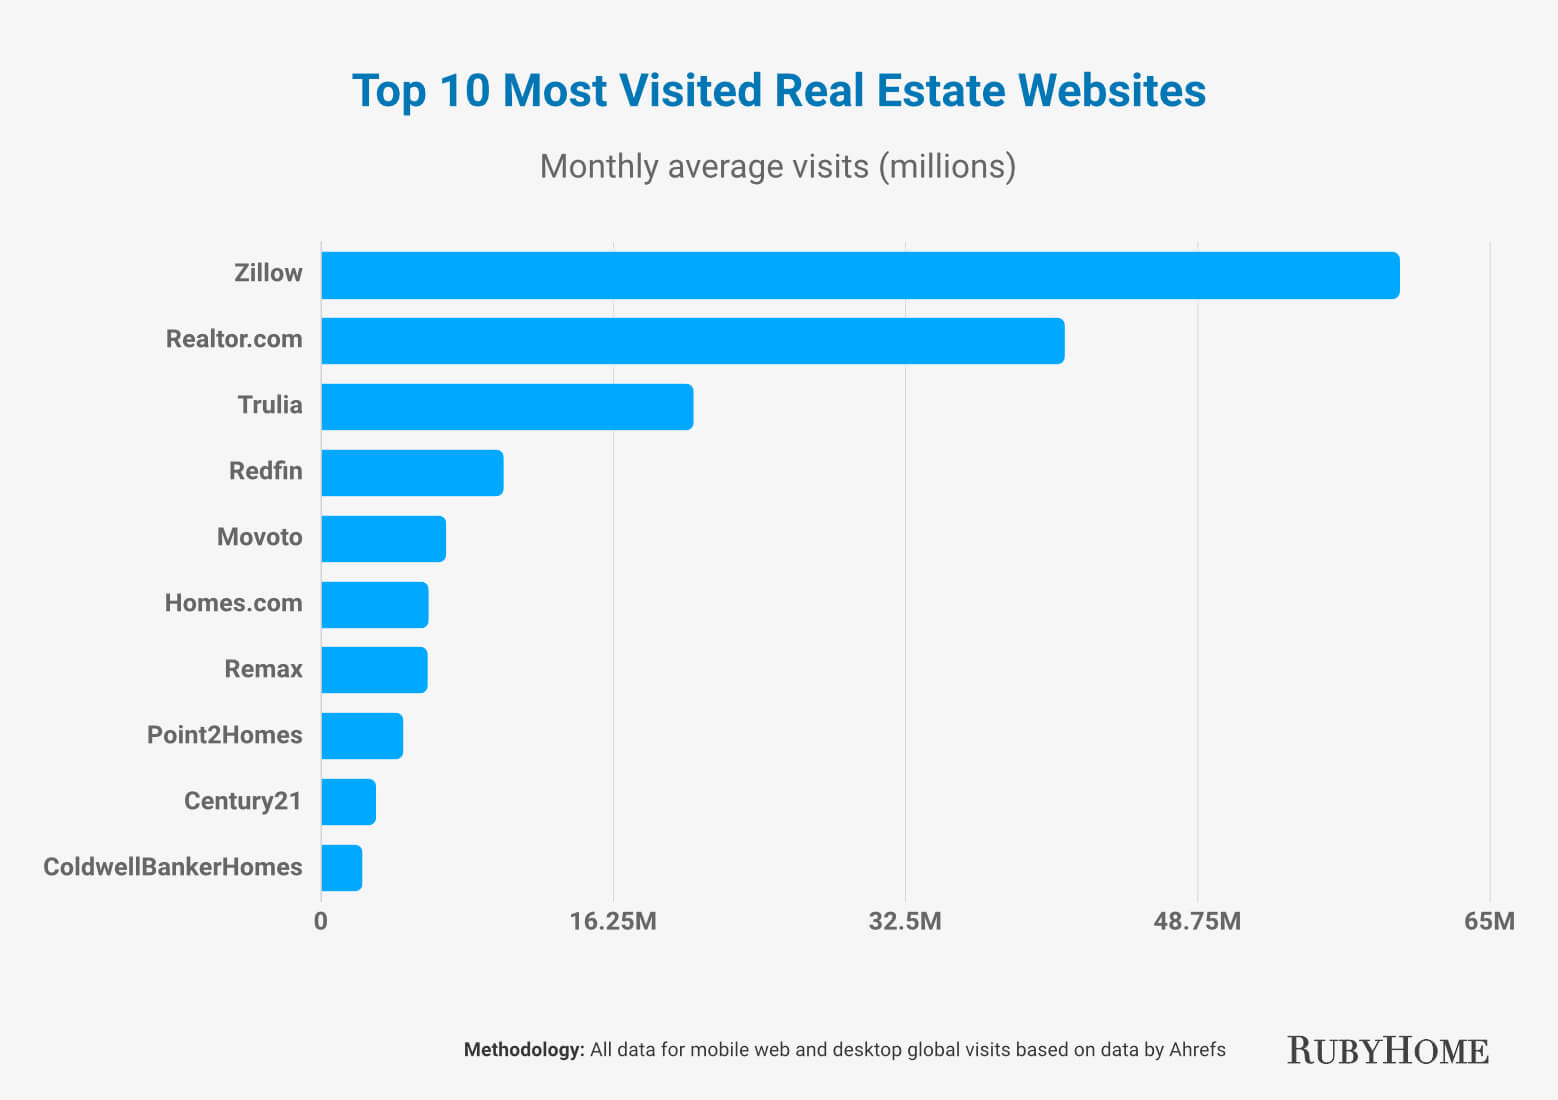 Top 10 Most Visited Real Estate Websites
Monthly average visits (millions)
Zillow
Realtor.com
Trulia
Redfin
Movoto
Homes.com
Remax
Point2Homes
Century21
ColdwellBankerHomes
0 16.25M 32.5M 48.75M 65M
Methodology: All data for mobile web and desktop global visits based on data by Ahrefs
RUBYHOME